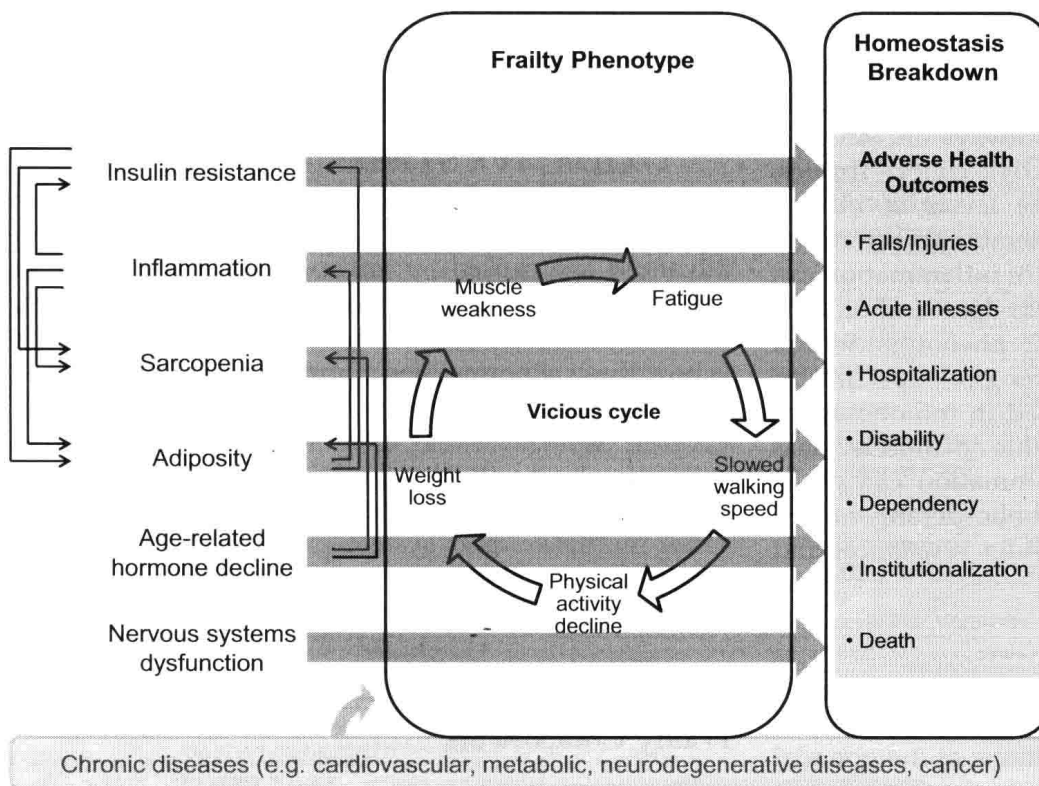 Frailty Phenotype
Homeostasis
Breakdown
Insulin resistance
Inflammation
Sarcopenia
Adiposity
Age-related
hormone decline
Nervous systems
dysfunction
Muscle
weakness
Fatigue
Vicious cycle
Weight
loss
Slowed
walking
speed
Physical
activity
decline
Adverse Health
Outcomes
• Falls/Injuries
• Acute illnesses
• Hospitalization
• Disability
• Dependency
• Institutionalization
• Death
Chronic diseases (e.g. cardiovascular, metabolic, neurodegenerative diseases, cancer)